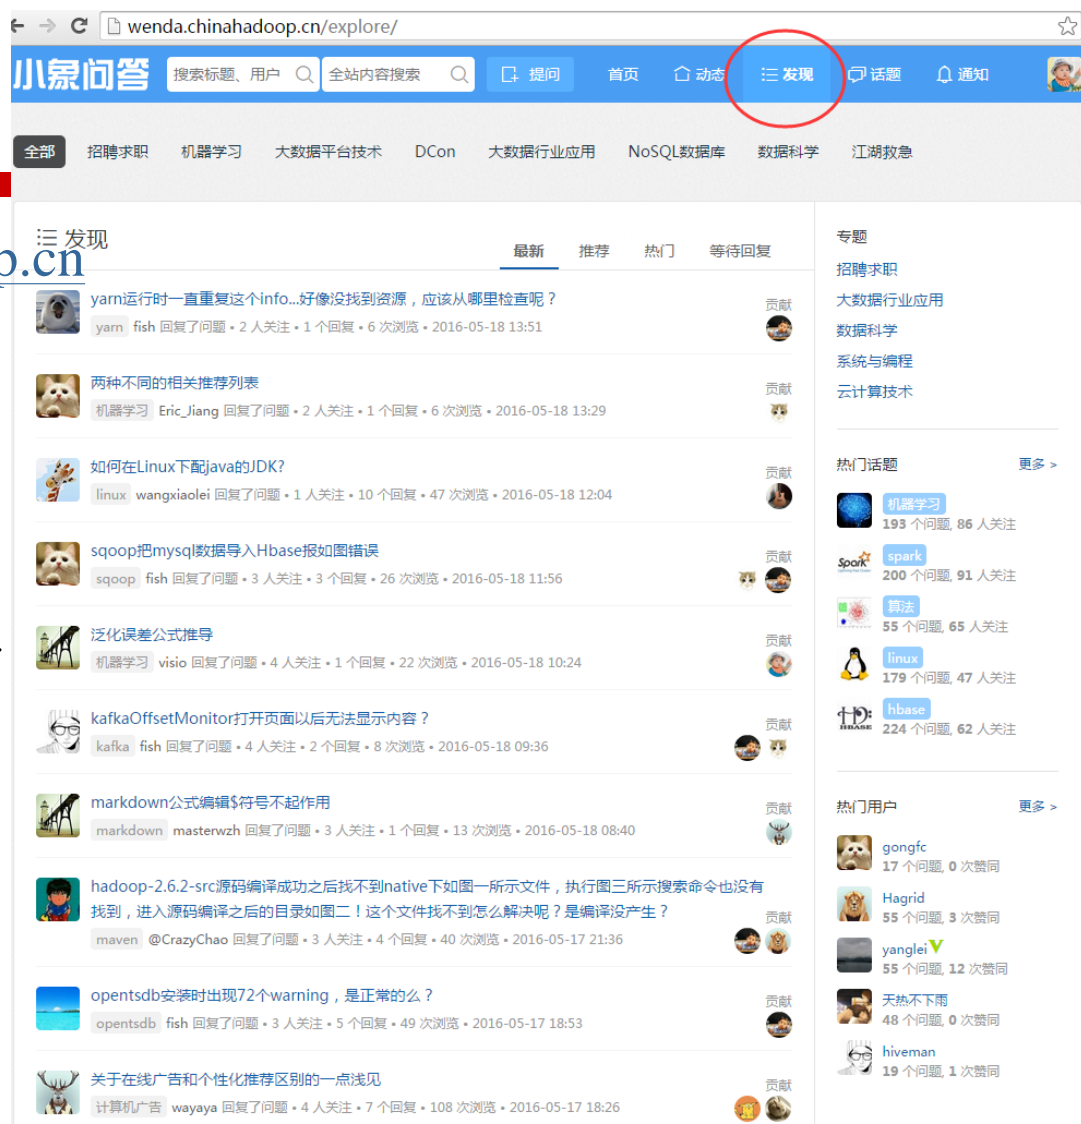 wenda.chinahadoop.cn/explore/
小象问答 搜索标题、用户 全站内容搜索 提问 首页 动态 发现 话题 通知
全部 招聘求职 机器学习 大数据平台技术 DCon 大数据行业应用 NoSQL数据库 数据科学 江湖救急
发现
p.cn
最新 推荐 热门 等待回复
yarn运行时一直重复这个info...好像没找到资源，应该从哪里检查呢？
贡献
yarn fish 回复了问题 • 2 人关注 • 1 个回复 • 6 次浏览 • 2016-05-18 13:51
两种不同的相关推荐列表
贡献
机器学习 Eric_Jiang 回复了问题 • 2 人关注 • 1 个回复 • 6 次浏览 • 2016-05-18 13:29
如何在Linux下配java的JDK?
贡献
linux wangxiaolei 回复了问题 • 1 人关注 • 10 个回复 • 47 次浏览 • 2016-05-18 12:04
sqoop把mysql数据导入Hbase报如图错误
贡献
sqoop fish 回复了问题 • 3 人关注 • 3 个回复 • 26 次浏览 • 2016-05-18 11:56
泛化误差公式推导
贡献
机器学习 visio 回复了问题 • 4 人关注 • 1 个回复 • 22 次浏览 • 2016-05-18 10:24
kafkaOffsetMonitor打开页面以后无法显示内容？
贡献
kafka fish 回复了问题 • 4 人关注 • 2 个回复 • 8 次浏览 • 2016-05-18 09:36
markdown公式编辑$符号不起作用
贡献
markdown masterwzh 回复了问题 • 3 人关注 • 1 个回复 • 13 次浏览 • 2016-05-18 08:40
hadoop-2.6.2-src源码编译成功之后找不到native下如图一所示文件，执行图三所示搜索命令也没有
找到，进入源码编译之后的目录如图二！这个文件找不到怎么解决呢？是编译没产生？
贡献
maven @CrazyChao 回复了问题 • 3 人关注 • 4 个回复 • 40 次浏览 • 2016-05-17 21:36
opentsdb安装时出现72个warning，是正常的么？
贡献
opentsdb fish 回复了问题 • 3 人关注 • 5 个回复 • 49 次浏览 • 2016-05-17 18:53
关于在线广告和个性化推荐区别的一点浅见
贡献
计算机广告 wayaya 回复了问题 • 4 人关注 • 7 个回复 • 108 次浏览 • 2016-05-17 18:26
专题
招聘求职
大数据行业应用
数据科学
系统与编程
云计算技术
热门话题 更多 >
机器学习
193 个问题, 86 人关注
Spark spark
200 个问题, 91 人关注
算法
55 个问题, 65 人关注
linux
179 个问题, 47 人关注
HBASE hbase
224 个问题, 62 人关注
热门用户 更多 >
gongfc
17 个问题, 0 次赞同
Hagrid
55 个问题, 3 次赞同
yanglei
55 个问题, 12 次赞同
天热不下雨
48 个问题, 0 次赞同
hiveman
19 个问题, 1 次赞同